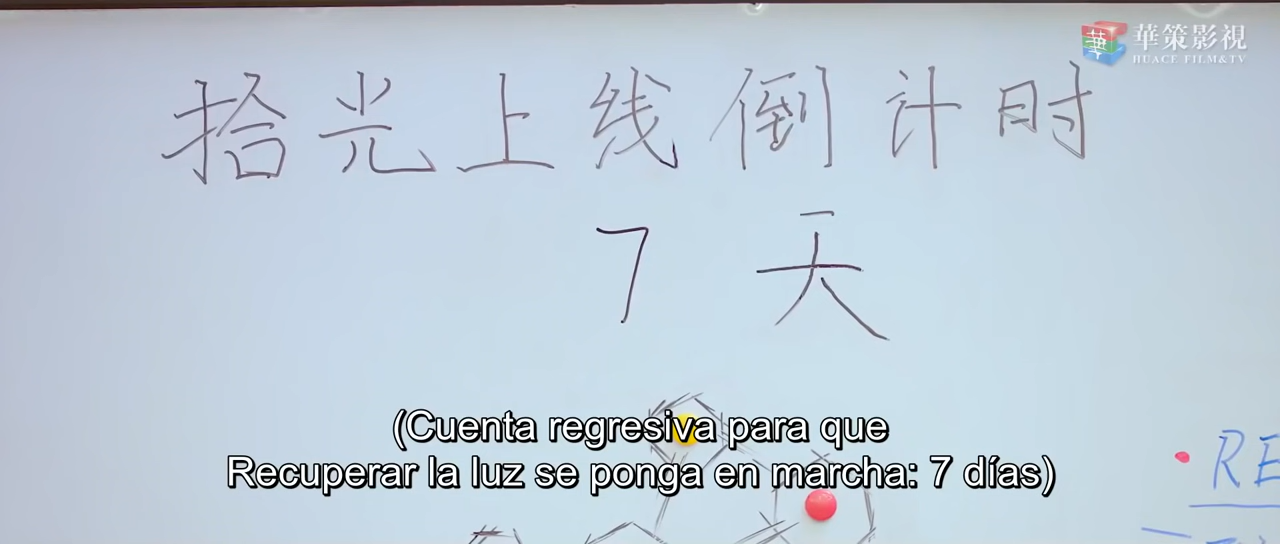 華策影視
HUACE FILM&TV
拾光上线倒计时
7天
(Cuenta regresiva para que
Recuperar la luz se ponga en marcha: 7 días)
RE